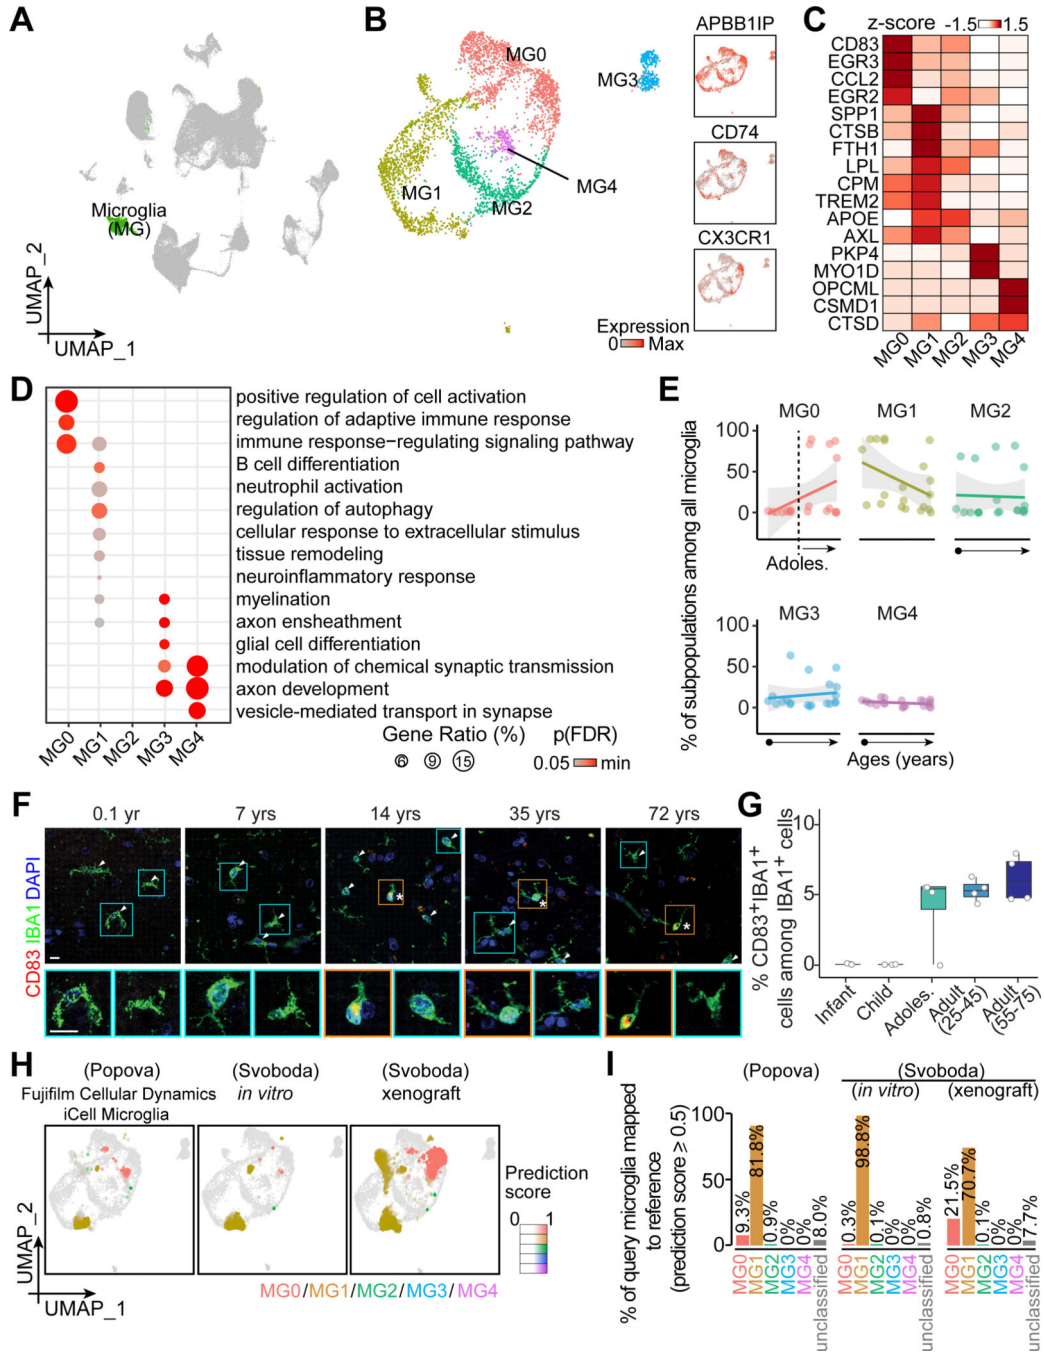 A
Microglia
(MG)
UMAP_2
UMAP_1
B
MG0
MG3
MG1
MG2
MG4
APBB1IP
CD74
CX3CR1
Expression
0 Max
C
z-score -1.5 1.5
CD83
EGR3
CCL2
EGR2
SPP1
CTSB
FTH1
LPL
CPM
TREM2
APOE
AXL
PKP4
MYO1D
OPCML
CSMD1
CTSD
MG0 MG1 MG2 MG3 MG4
D
positive regulation of cell activation
regulation of adaptive immune response
immune response−regulating signaling pathway
B cell differentiation
neutrophil activation
regulation of autophagy
cellular response to extracellular stimulus
tissue remodeling
neuroinflammatory response
myelination
axon ensheathment
glial cell differentiation
modulation of chemical synaptic transmission
axon development
vesicle-mediated transport in synapse
MG0 MG1 MG2 MG3 MG4
Gene Ratio (%)
6 9 15
p(FDR)
0.05 min
E
% of subpopulations among all microglia
MG0 MG1 MG2
100
50
0
Adoles.
MG3 MG4
100
50
0
Ages (years)
F
0.1 yr 7 yrs 14 yrs 35 yrs 72 yrs
CD83 IBA1 DAPI
* * *
G
% CD83+IBA1+
cells among IBA1+ cells
10
5
0
Infant
Child
Adoles.
Adult
(25-45)
Adult
(55-75)
H
(Popova)
Fujifilm Cellular Dynamics
iCell Microglia
(Svoboda)
in vitro
(Svoboda)
xenograft
Prediction
score
0 1
UMAP_2
UMAP_1
MG0/MG1/MG2/MG3/MG4
I
(Popova) (Svoboda)
(in vitro) (xenograft)
% of query microglia mapped
to reference
(prediction score ≥ 0.5)
100
50
0
9.3% 81.8% 0.9% 0% 0% 8.0%
0.3% 98.8% 0.1% 0% 0% 0.8%
21.5% 70.7% 0.1% 0% 0% 7.7%
MG0 MG1 MG2 MG3 MG4 unclassified
MG0 MG1 MG2 MG3 MG4 unclassified
MG0 MG1 MG2 MG3 MG4 unclassified